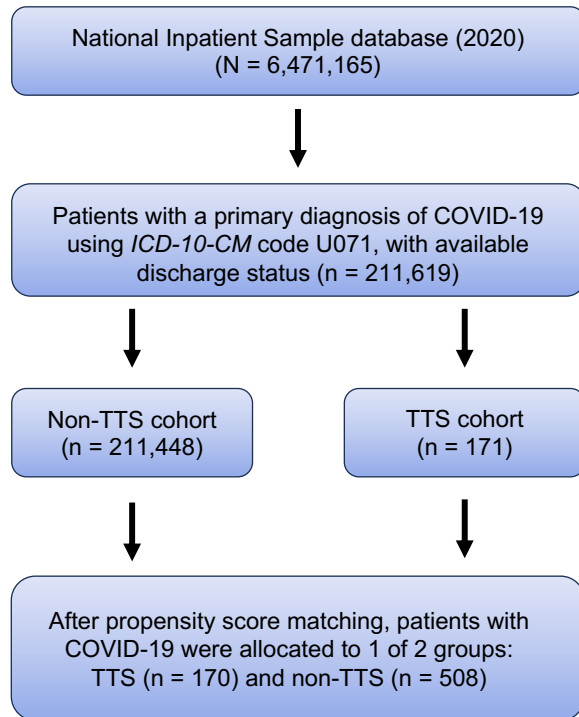 National Inpatient Sample database (2020)
(N = 6,471,165)
Patients with a primary diagnosis of COVID-19
using ICD-10-CM code U071, with available
discharge status (n = 211,619)
Non-TTS cohort
(n = 211,448)
TTS cohort
(n = 171)
After propensity score matching, patients with
COVID-19 were allocated to 1 of 2 groups:
TTS (n = 170) and non-TTS (n = 508)